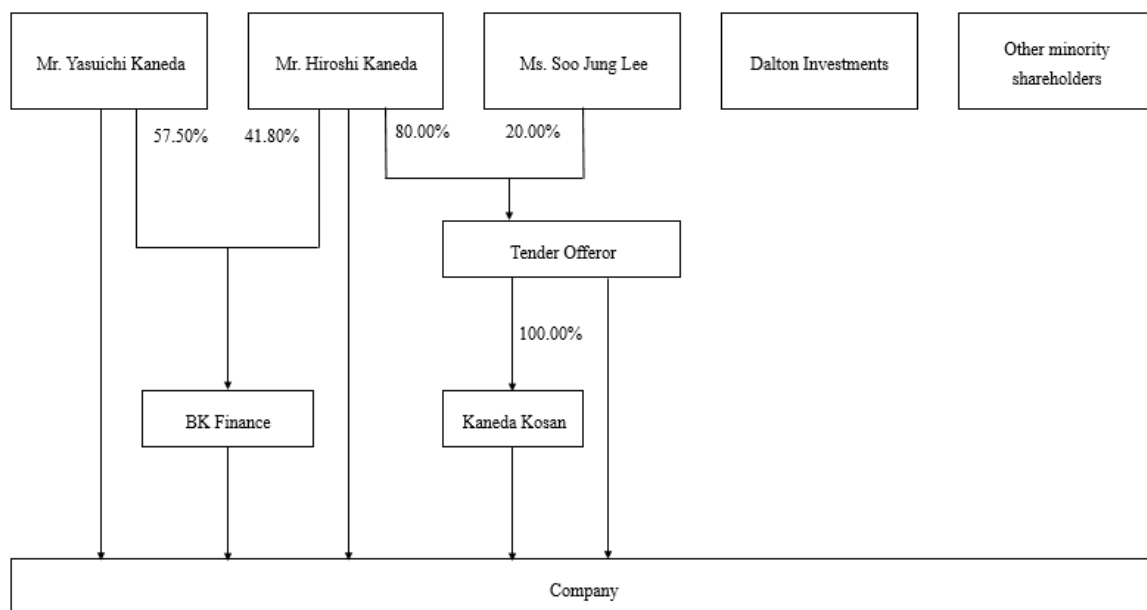 Mr. Yasuichi Kaneda
Mr. Hiroshi Kaneda
Ms. Soo Jung Lee
Dalton Investments
Other minority
shareholders
57.50%
41.80%
80.00%
20.00%
Tender Offeror
100.00%
BK Finance
Kaneda Kosan
Company